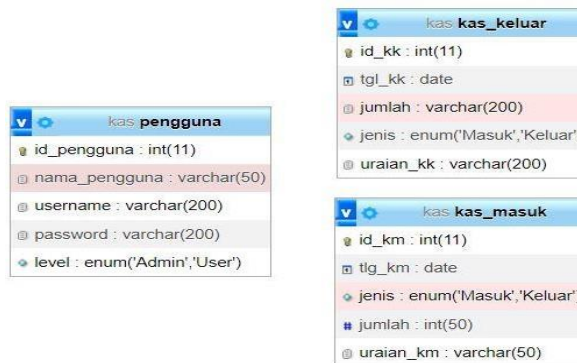 kas pengguna
id_pengguna : int(11)
nama_pengguna : varchar(50)
username : varchar(200)
password : varchar(200)
level : enum('Admin','User')
kas kas_keluar
id_kk : int(11)
tgl_kk : date
jumlah : varchar(200)
jenis : enum('Masuk','Keluar'
uraian_kk : varchar(200)
kas kas_masuk
id_km : int(11)
tlg_km : date
jenis : enum('Masuk','Keluar'
jumlah : int(50)
uraian_km : varchar(50)